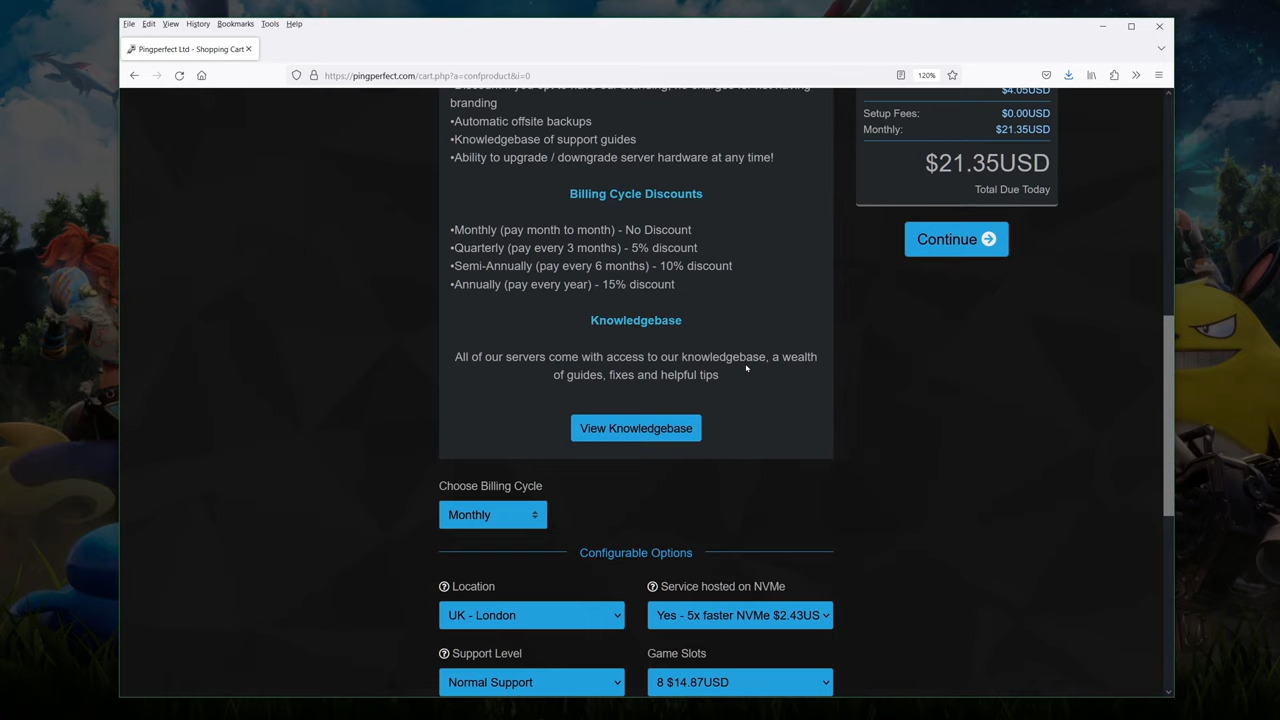 File Edit View History Bookmarks Tools Help
Pingperfect Ltd - Shopping Cart
https://pingperfect.com/cart.php?a=confproduct&i=0
120%
branding
•Automatic offsite backups
•Knowledgebase of support guides
•Ability to upgrade / downgrade server hardware at any time!
Billing Cycle Discounts
•Monthly (pay month to month) - No Discount
•Quarterly (pay every 3 months) - 5% discount
•Semi-Annually (pay every 6 months) - 10% discount
•Annually (pay every year) - 15% discount
Knowledgebase
All of our servers come with access to our knowledgebase, a wealth
of guides, fixes and helpful tips
View Knowledgebase
Choose Billing Cycle
Monthly
Configurable Options
Location
UK - London
Service hosted on NVMe
Yes - 5x faster NVMe $2.43US
Support Level
Normal Support
Game Slots
8 $14.87USD
$4.05USD
Setup Fees: $0.00USD
Monthly: $21.35USD
$21.35USD
Total Due Today
Continue